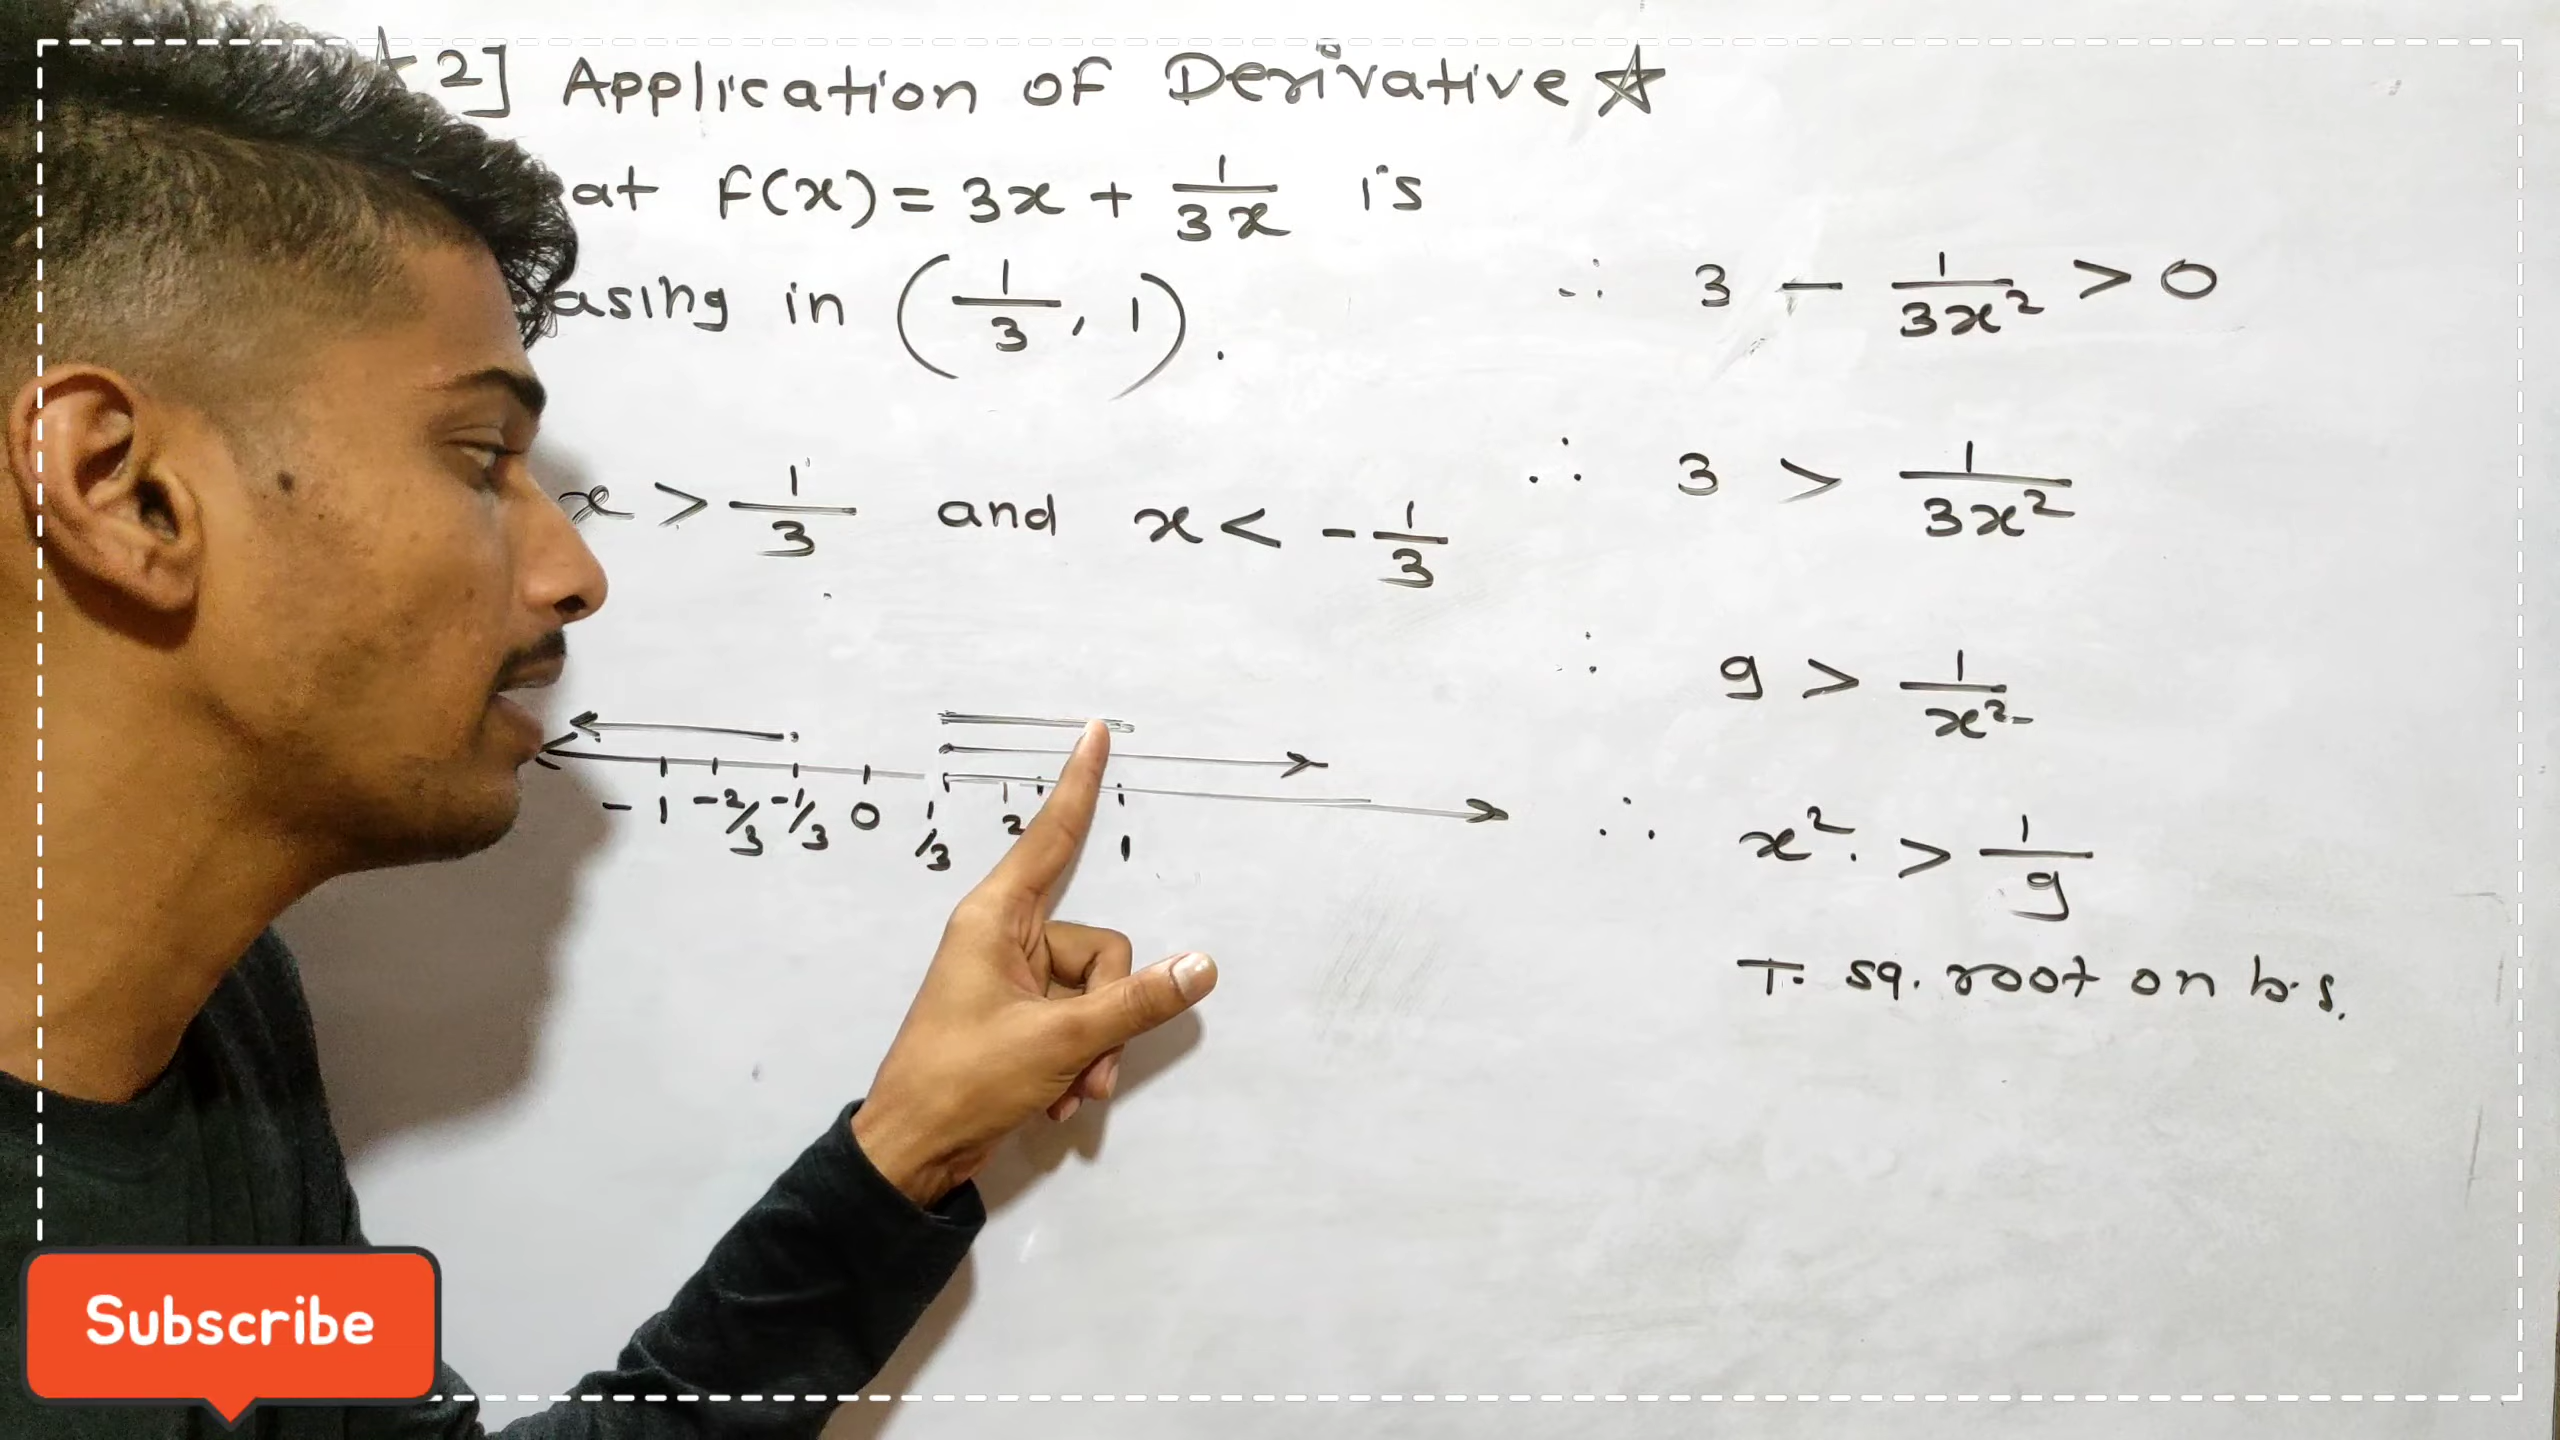 2] Application of Derivative ☆
at f(x) = 3x + 1/3x is
asing in (1/3, 1).
x > 1/3 and x < - 1/3
-1 -2/3 -1/3 0 1/3 1
∴ 3 - 1/3x² > 0
∴ 3 > 1/3x²
∴ 9 > 1/x²
∴ x² > 1/9
T. sq. root on b.s.
Subscribe